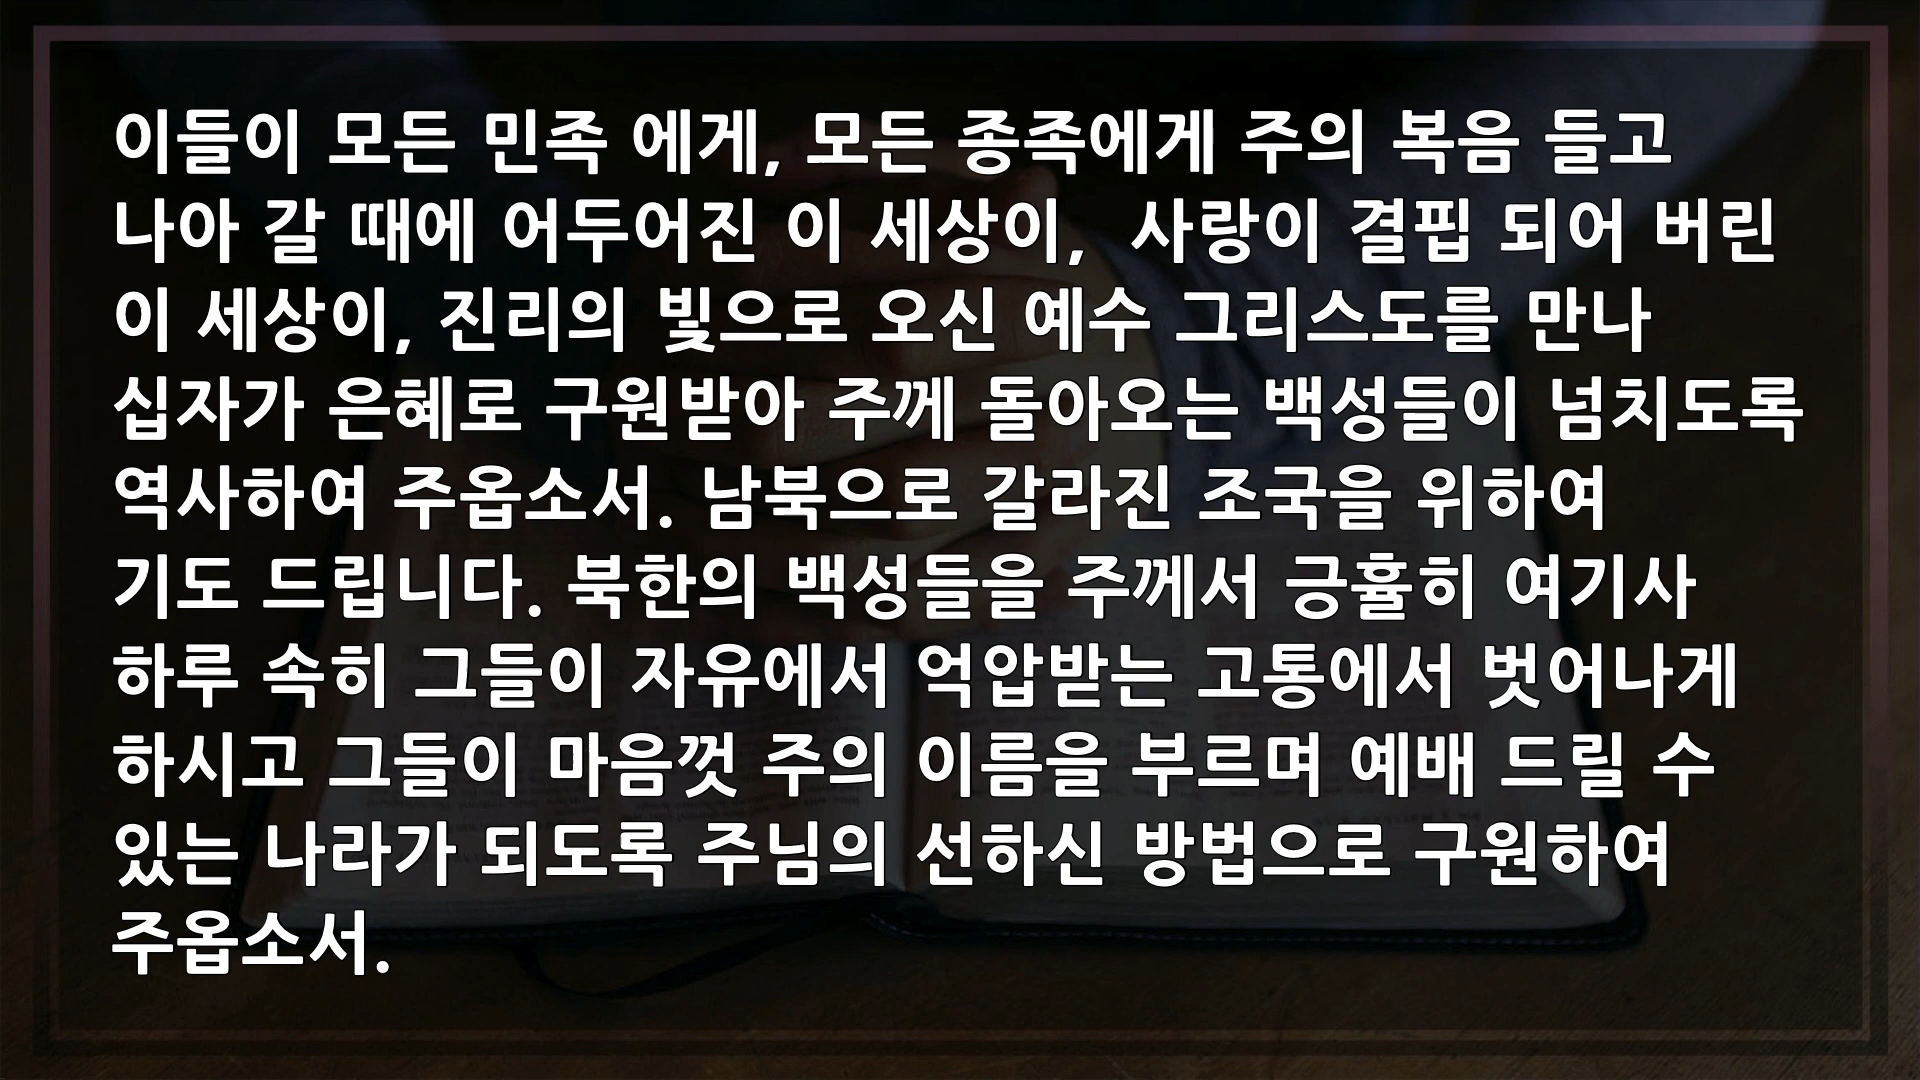 이들이 모든 민족 에게, 모든 종족에게 주의 복음 들고
나아 갈 때에 어두어진 이 세상이,  사랑이 결핍 되어 버린
이 세상이, 진리의 빛으로 오신 예수 그리스도를 만나
십자가 은혜로 구원받아 주께 돌아오는 백성들이 넘치도록
역사하여 주옵소서. 남북으로 갈라진 조국을 위하여
기도 드립니다. 북한의 백성들을 주께서 긍휼히 여기사
하루 속히 그들이 자유에서 억압받는 고통에서 벗어나게
하시고 그들이 마음껏 주의 이름을 부르며 예배 드릴 수
있는 나라가 되도록 주님의 선하신 방법으로 구원하여
주옵소서.